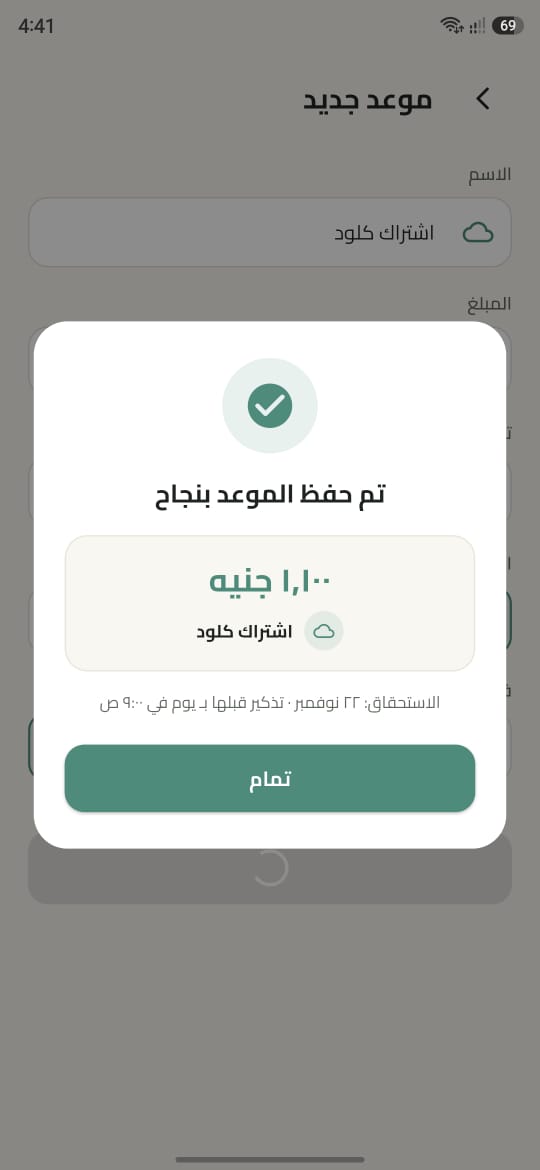 4:41
69
موعد جديد
الاسم
اشتراك كلود
المبلغ
تم حفظ الموعد بنجاح
١,١٠٠ جنيه
اشتراك كلود
الاستحقاق: ٢٢ نوفمبر · تذكير قبلها بـ يوم في ٩:٠٠ ص
تمام